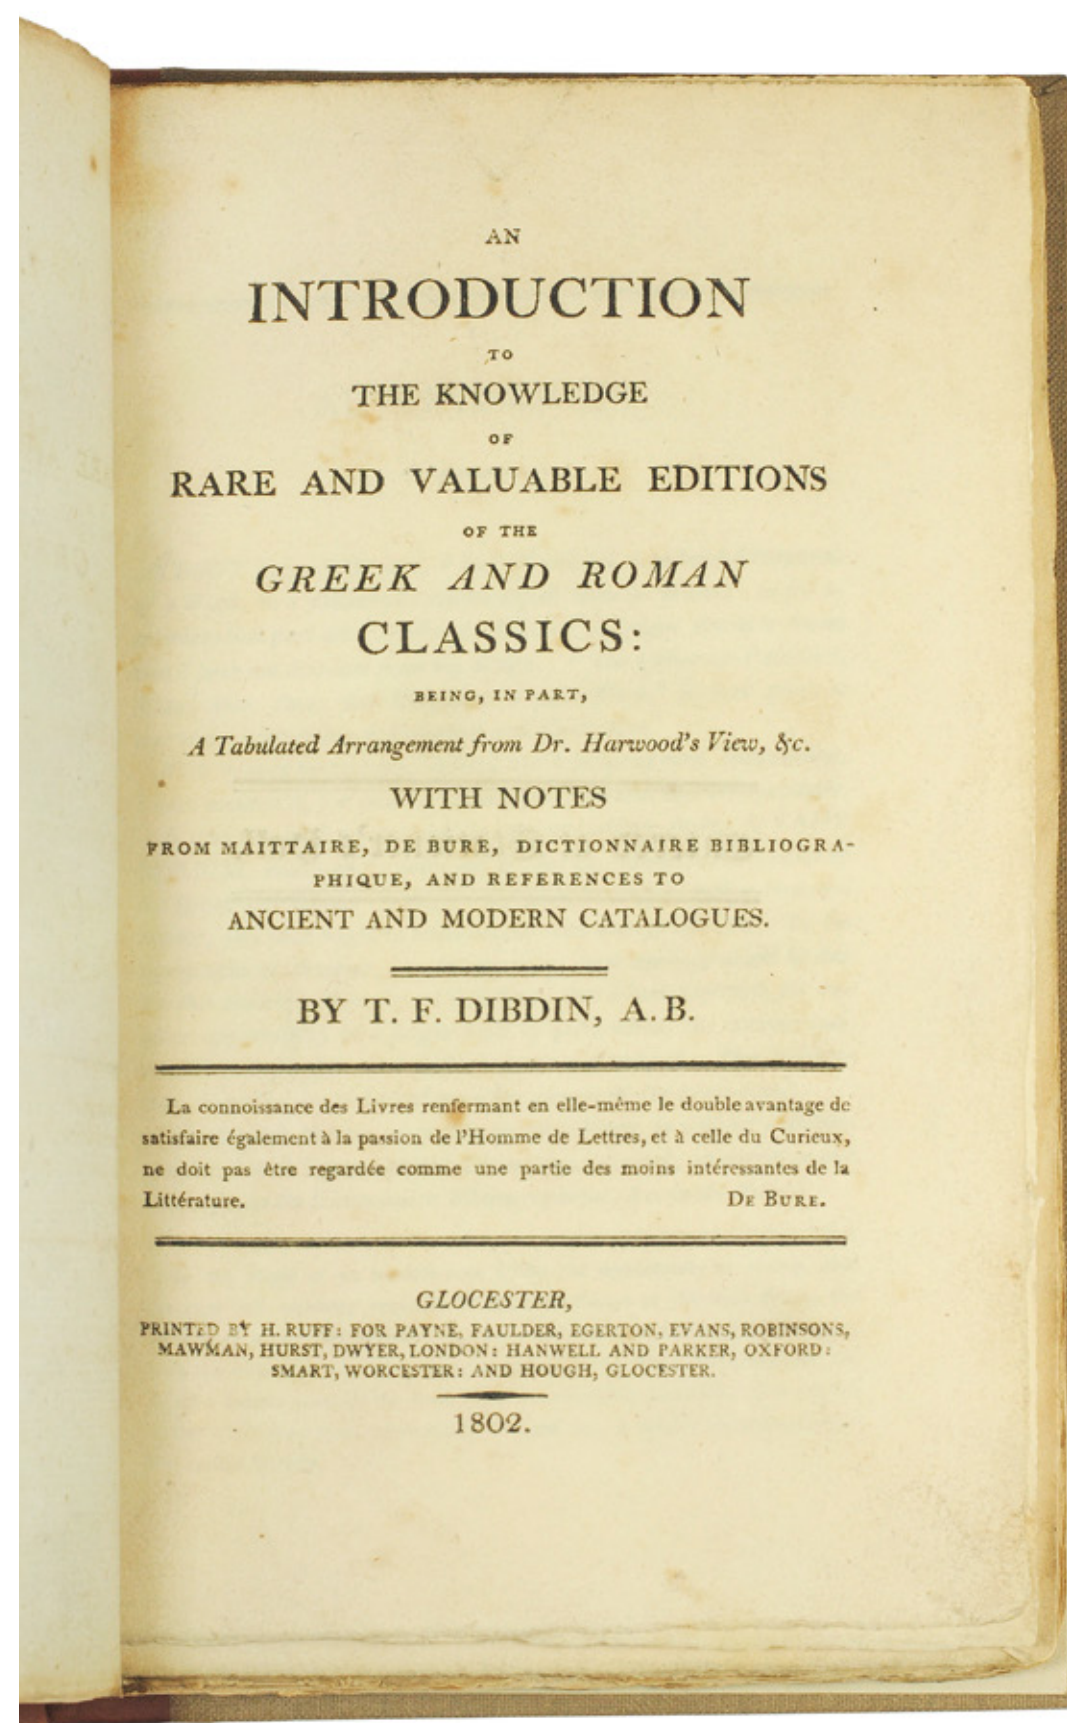 AN
INTRODUCTION
TO
THE KNOWLEDGE
OF
RARE AND VALUABLE EDITIONS
OF THE
GREEK AND ROMAN
CLASSICS:
BEING, IN PART,
A Tabulated Arrangement from Dr. Harwood's View, &c.
WITH NOTES
FROM MAITTAIRE, DE BURE, DICTIONNAIRE BIBLIOGRA-
PHIQUE, AND REFERENCES TO
ANCIENT AND MODERN CATALOGUES.
BY T. F. DIBDIN, A. B.
La connoissance des Livres renfermant en elle-même le double avantage de
satisfaire également à la passion de l'Homme de Lettres, et à celle du Curieux,
ne doit pas être regardée comme une partie des moins intéressantes de la
Littérature. DE BURE.
GLOCESTER,
PRINTED BY H. RUFF: FOR PAYNE, FAULDER, EGERTON, EVANS, ROBINSONS,
MAWMAN, HURST, DWYER, LONDON: HANWELL AND PARKER, OXFORD:
SMART, WORCESTER: AND HOUGH, GLOCESTER.
1802.